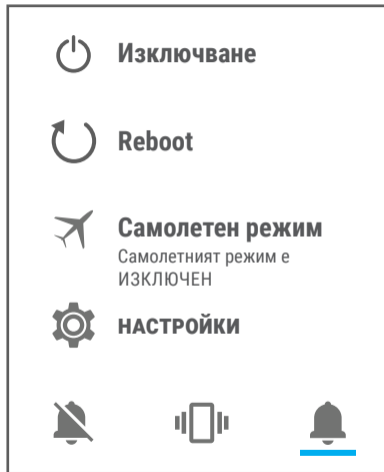 Изключване
Reboot
Самолетен режим
Самолетният режим е
ИЗКЛЮЧЕН
НАСТРОЙКИ